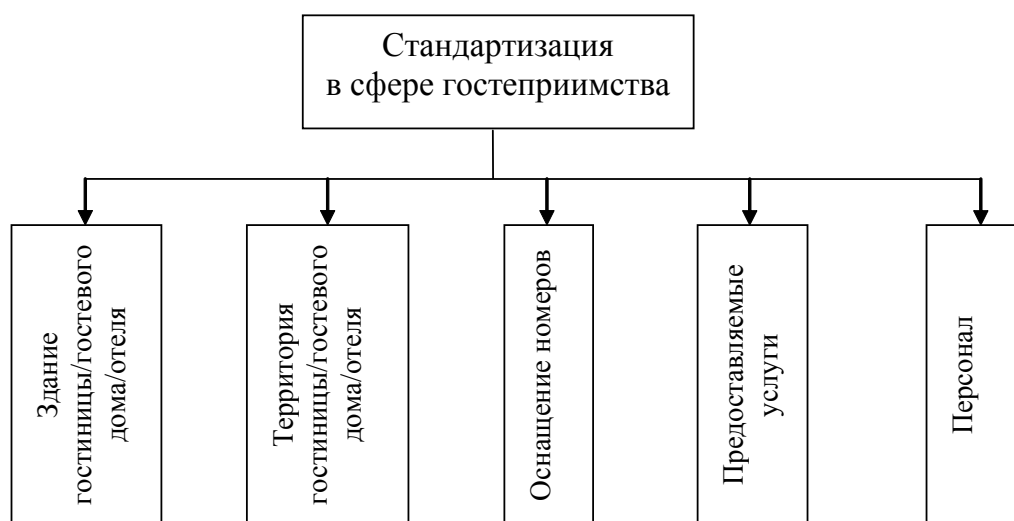 Стандартизация
в сфере гостеприимства
Здание
гостиницы/гостевого
дома/отеля
Территория
гостиницы/гостевого
дома/отеля
Оснащение номеров
Предоставляемые
услуги
Персонал